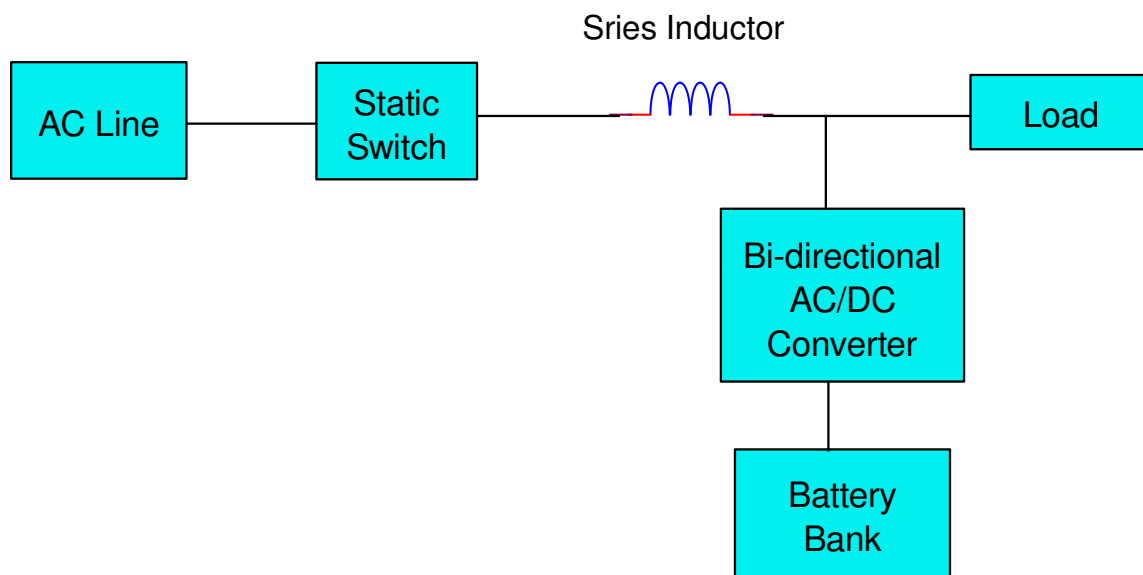 Sries Inductor
AC Line
Static
Switch
Load
Bi-directional
AC/DC
Converter
Battery
Bank